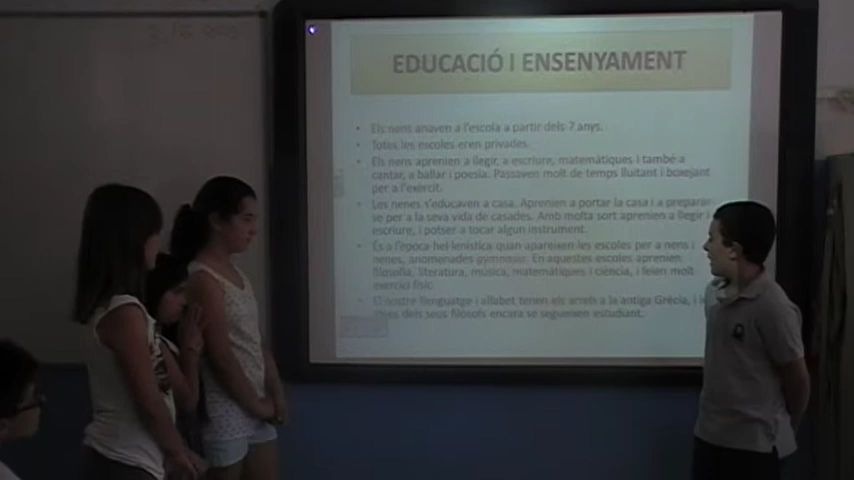 EDUCACIÓ I ENSENYAMENT
• Els nens anaven a l'escola a partir dels 7 anys.
• Totes les escoles eren privades.
• Els nens aprenien a llegir, a escriure, matemàtiques i també a
cantar, a ballar i poesia. Passaven molt de temps lluitant i boxejant
per a l'exèrcit.
• Les nenes s'educaven a casa. Aprenien a portar la casa i a preparar-
se per a la seva vida de casades. Amb molta sort aprenien a llegir i
escriure, i potser a tocar algun instrument.
• És a l'època hel·lenística quan apareixen les escoles per a nens i
nenes, anomenades gymnasia. En aquestes escoles aprenien
filosofia, literatura, música, matemàtiques i ciència, i feien molt
exercici físic.
• El nostre llenguatge i alfabet tenen els arrels a la antiga Grècia, i
dels seus filòsofs encara se segueixen estudiant.